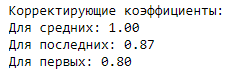 Корректирующие коэффициенты:
Для средних: 1.00
Для последних: 0.87
Для первых: 0.80